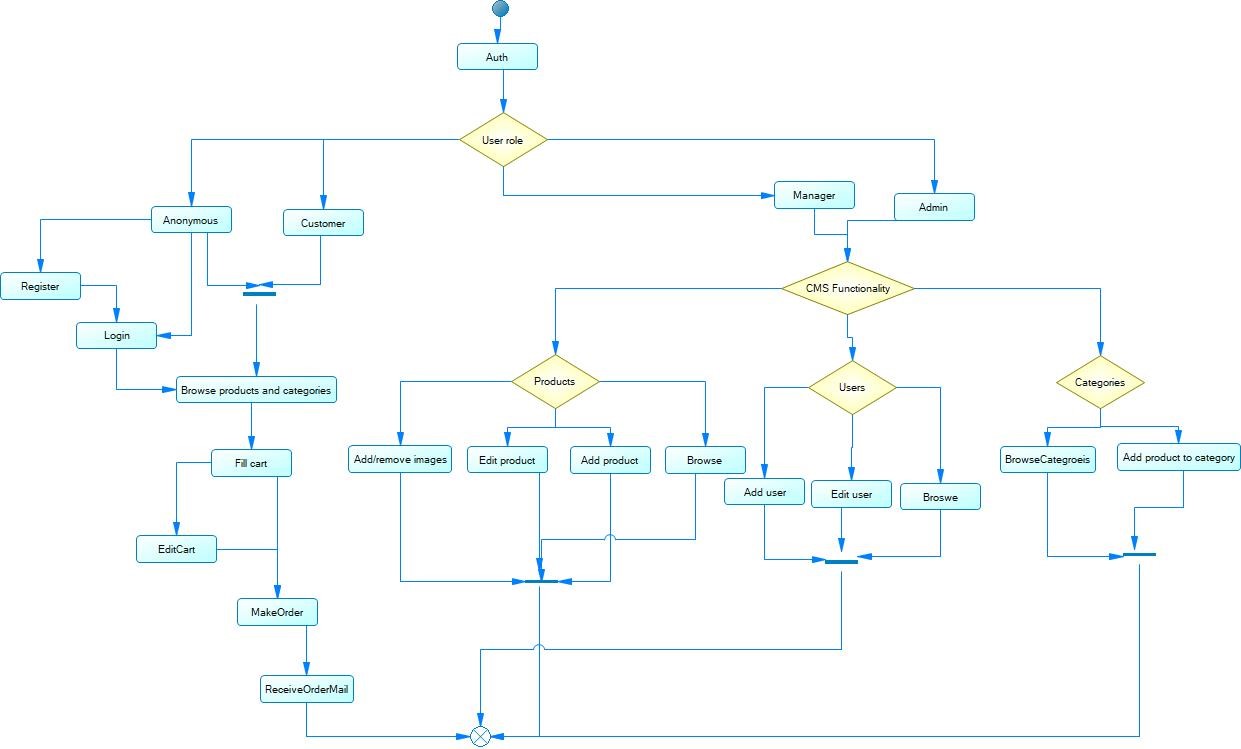 Auth
User role
Manager
Admin
Anonymous
Customer
Register
CMS Functionality
Login
Browse products and categories
Products
Users
Categories
Fill cart
Add/remove images
Edit product
Add product
Browse
BrowseCategroeis
Add product to category
Add user
Edit user
Broswe
EditCart
MakeOrder
ReceiveOrderMail